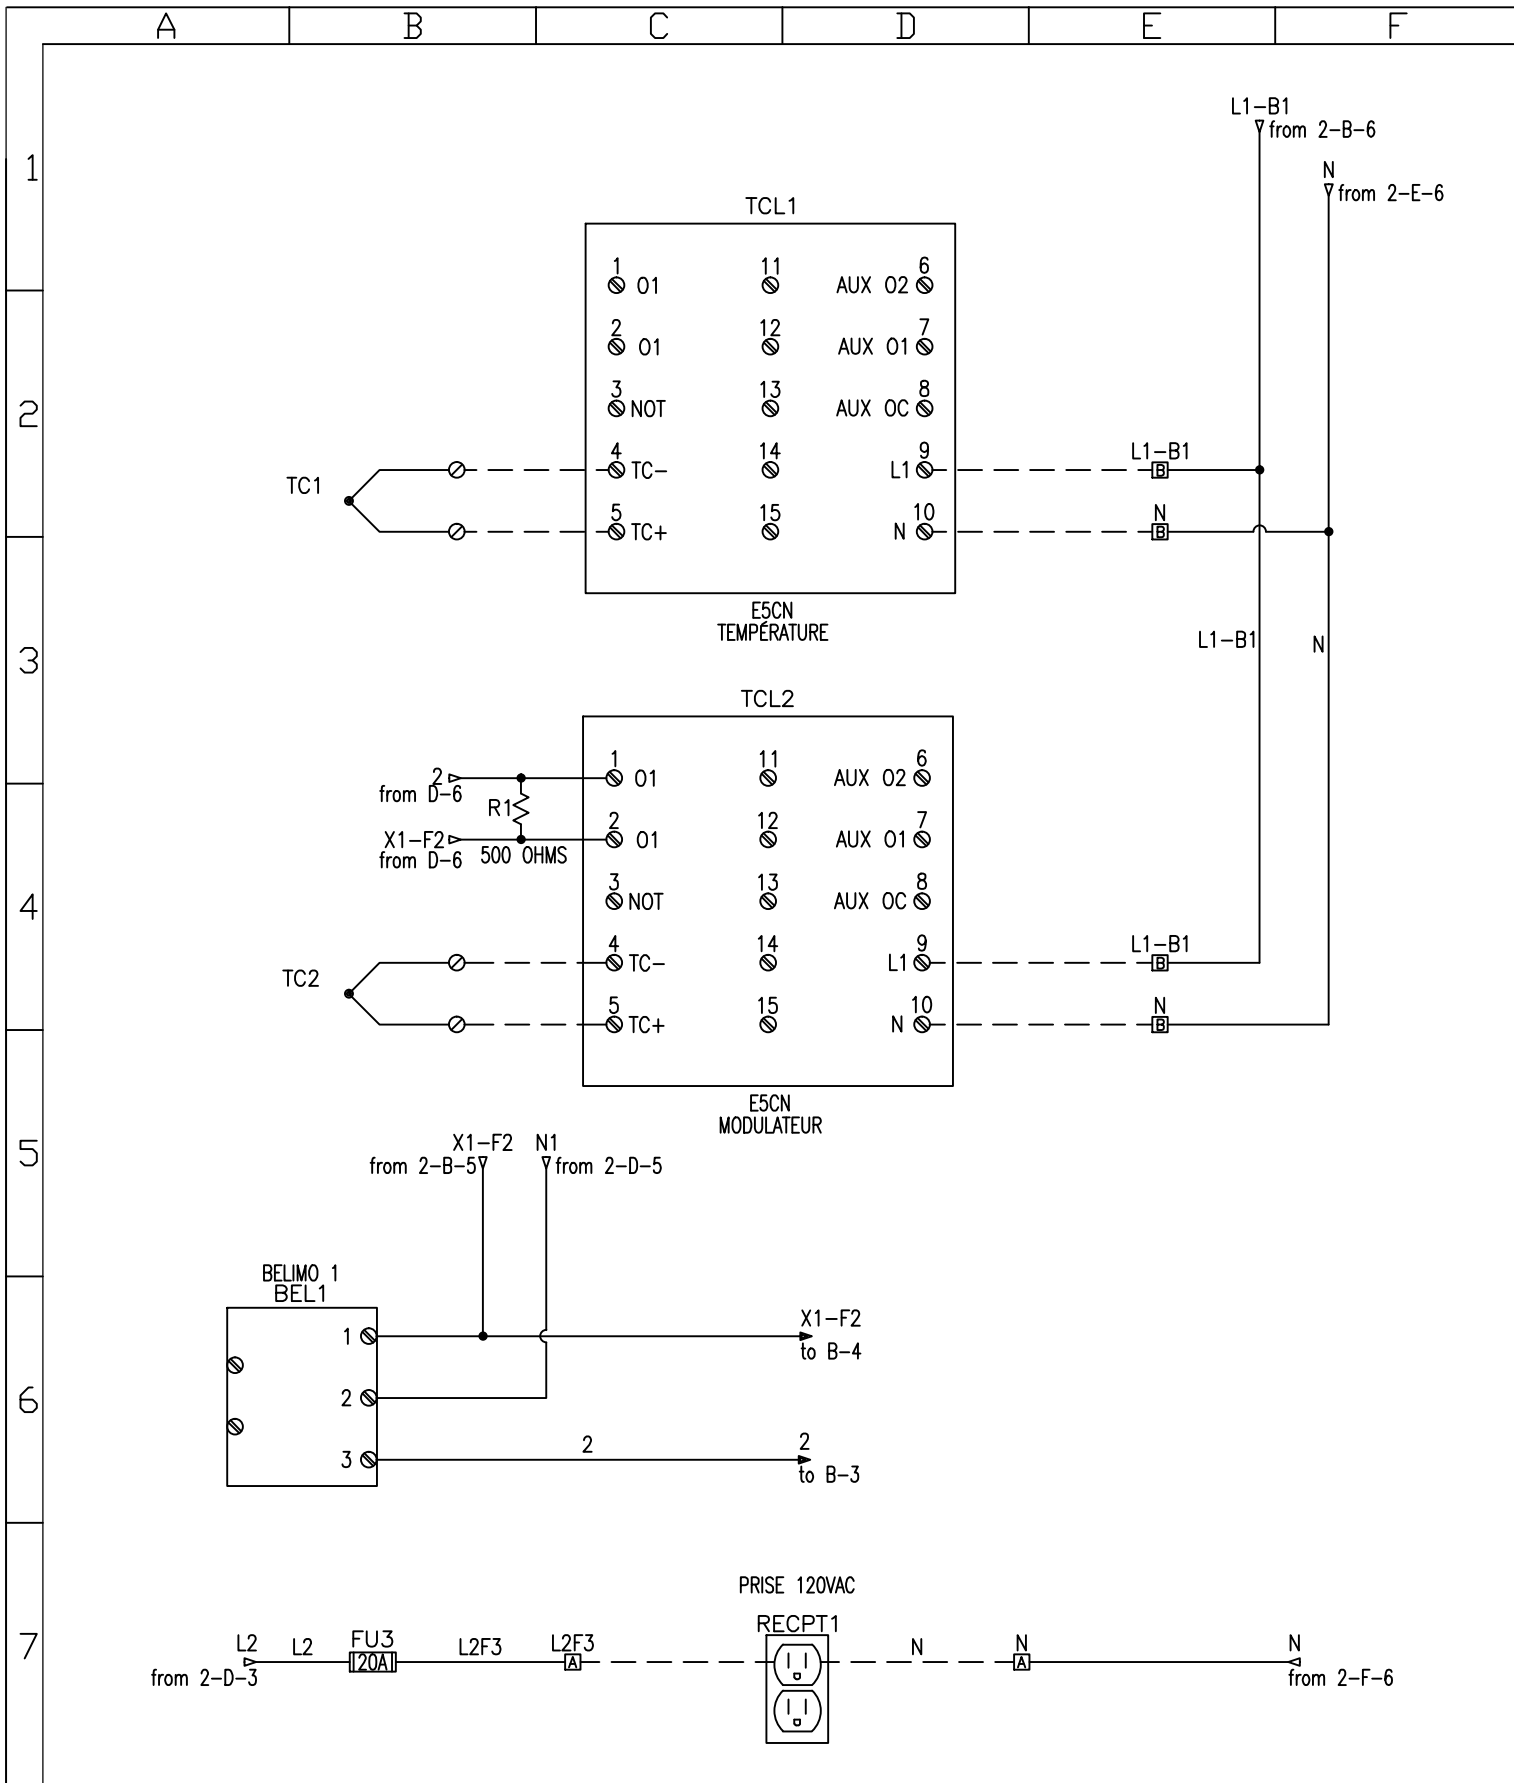 A B C D E F
1
2
3
4
5
6
7
L1-B1
from 2-B-6
N
from 2-E-6
TCL1
1 11 6
O1 AUX O2
2 12 7
O1 AUX O1
3 13 8
NOT AUX OC
4 14 9 L1-B1
TC- L1 B
TC1
5 15 10 N
TC+ N B
E5CN
TEMPÉRATURE
L1-B1 N
TCL2
1 11 6
2 O1 AUX O2
from D-6
R1
2 12 7
X1-F2 O1 AUX O1
from D-6 500 OHMS
3 13 8
NOT AUX OC
4 14 9 L1-B1
TC- L1 B
TC2
5 15 10 N
TC+ N B
E5CN
MODULATEUR
X1-F2 N1
from 2-B-5 from 2-D-5
BELIMO 1
BEL1
X1-F2
1
to B-4
2
2 2
3
to B-3
PRISE 120VAC
RECPT1
L2 L2 FU3 L2F3 L2F3 N N N
20A A A
from 2-D-3 from 2-F-6